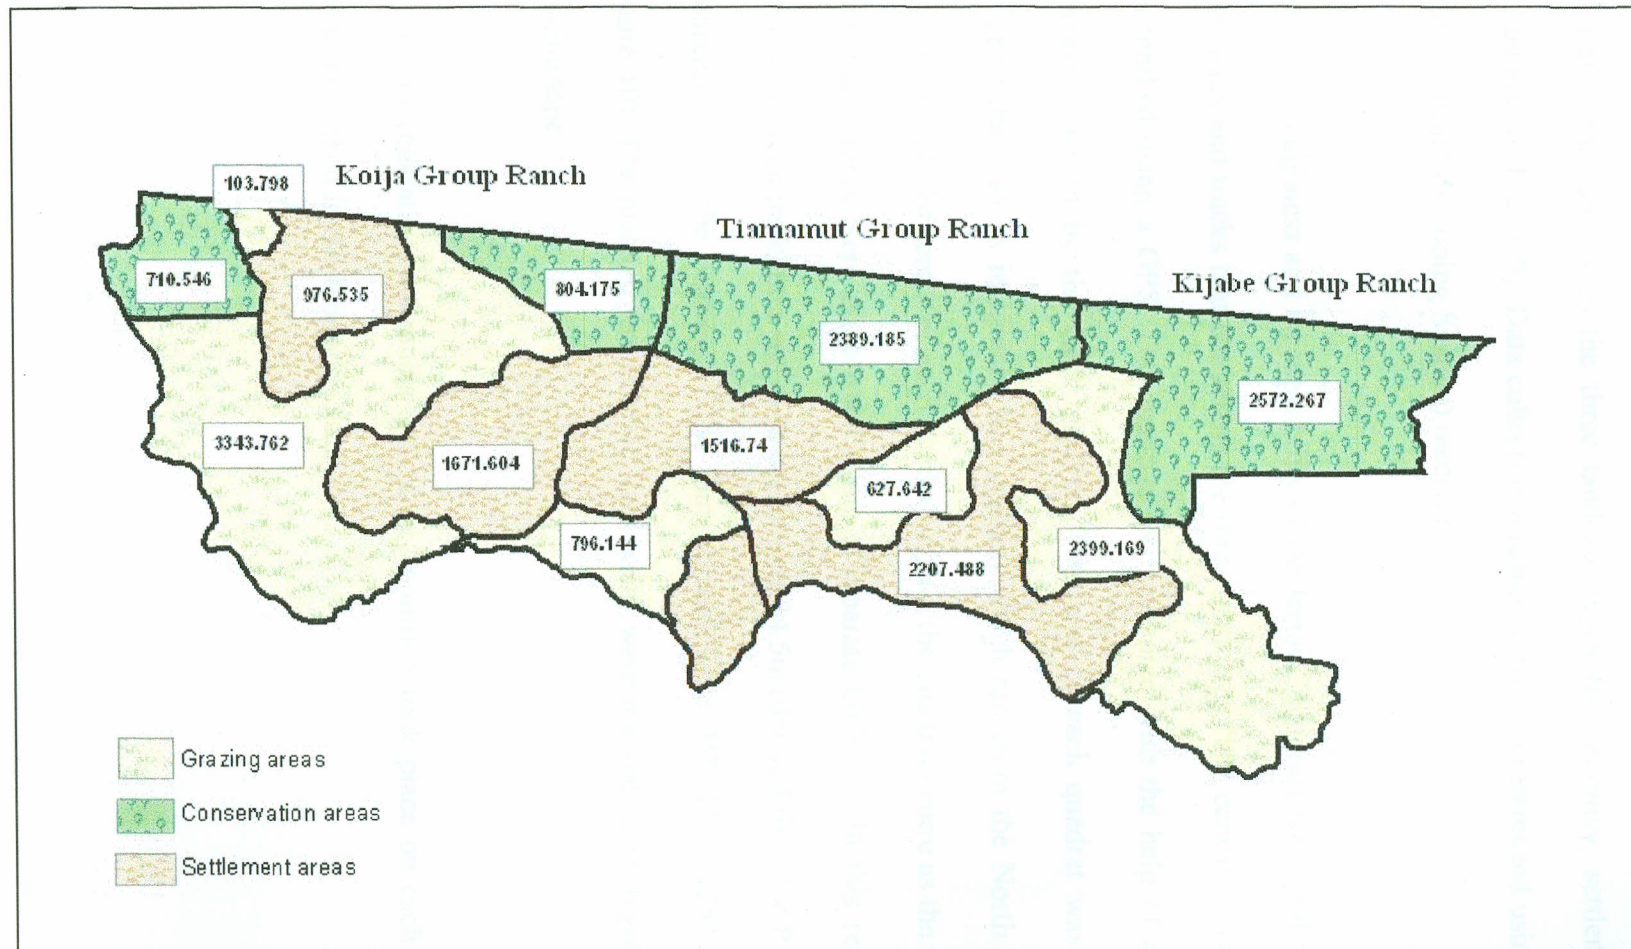 103.798
Koija Group Ranch
Tiamamut Group Ranch
Kijabe Group Ranch
710.546
976.535
804.175
2389.185
2572.267
3343.762
1671.604
1516.74
627.642
796.144
2207.488
2399.169
Grazing areas
Conservation areas
Settlement areas